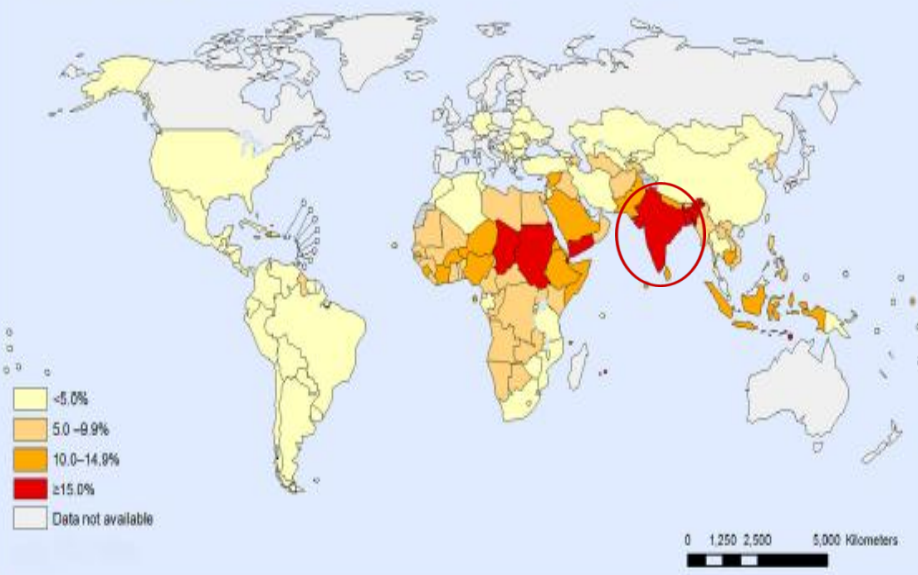 <5.0%
5.0 –9.9%
10.0–14.9%
≥15.0%
Data not available
0 1,250 2,500 5,000 Kilometers